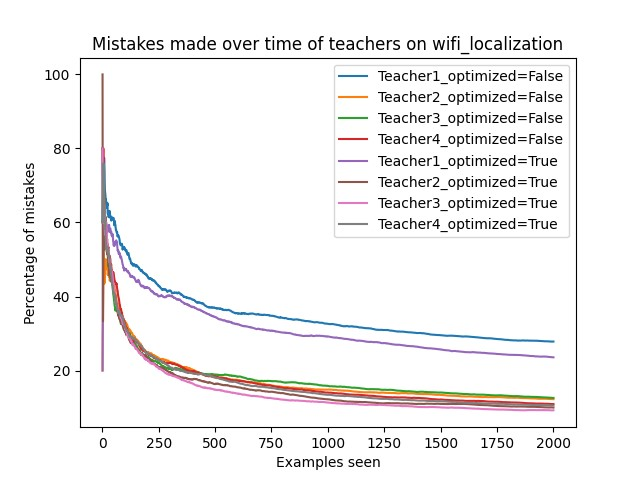 Mistakes made over time of teachers on wifi_localization
Percentage of mistakes
100
80
60
40
20
Teacher1_optimized=False
Teacher2_optimized=False
Teacher3_optimized=False
Teacher4_optimized=False
Teacher1_optimized=True
Teacher2_optimized=True
Teacher3_optimized=True
Teacher4_optimized=True
0 250 500 750 1000 1250 1500 1750 2000
Examples seen